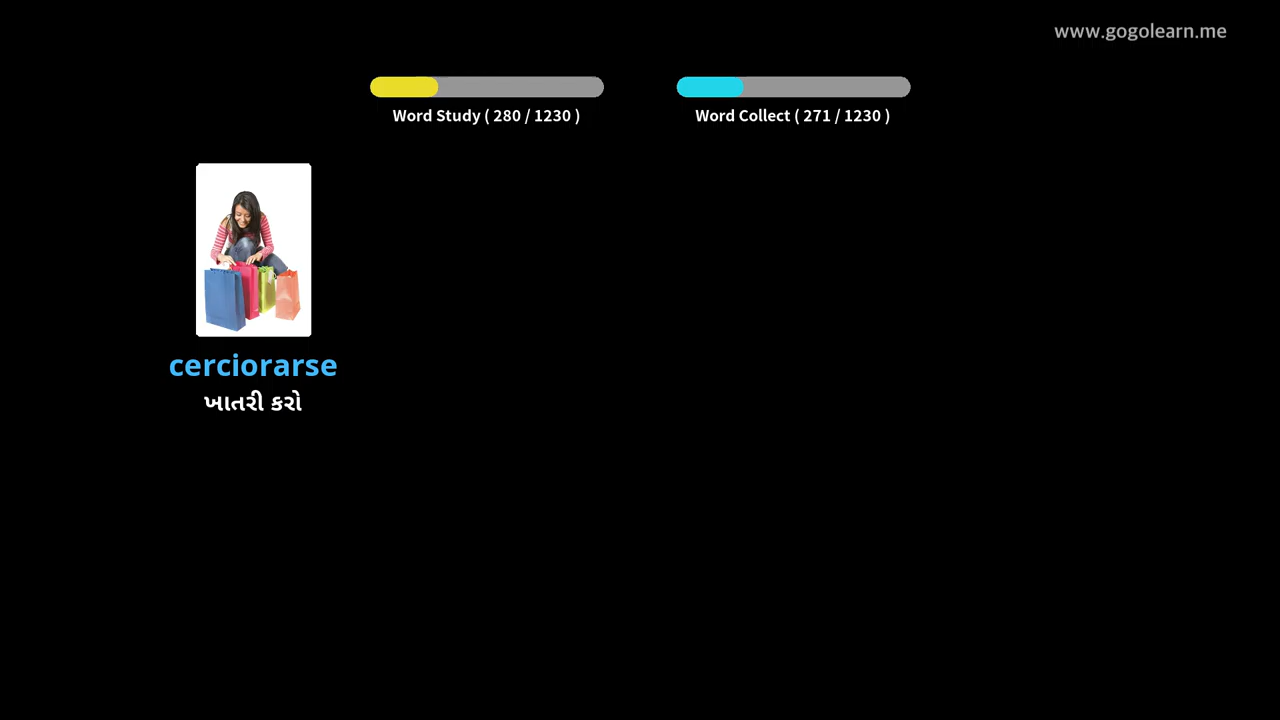 www.gogolearn.me
Word Study ( 280 / 1230 )
Word Collect ( 271 / 1230 )
cerciorarse
ખાતરી કરો